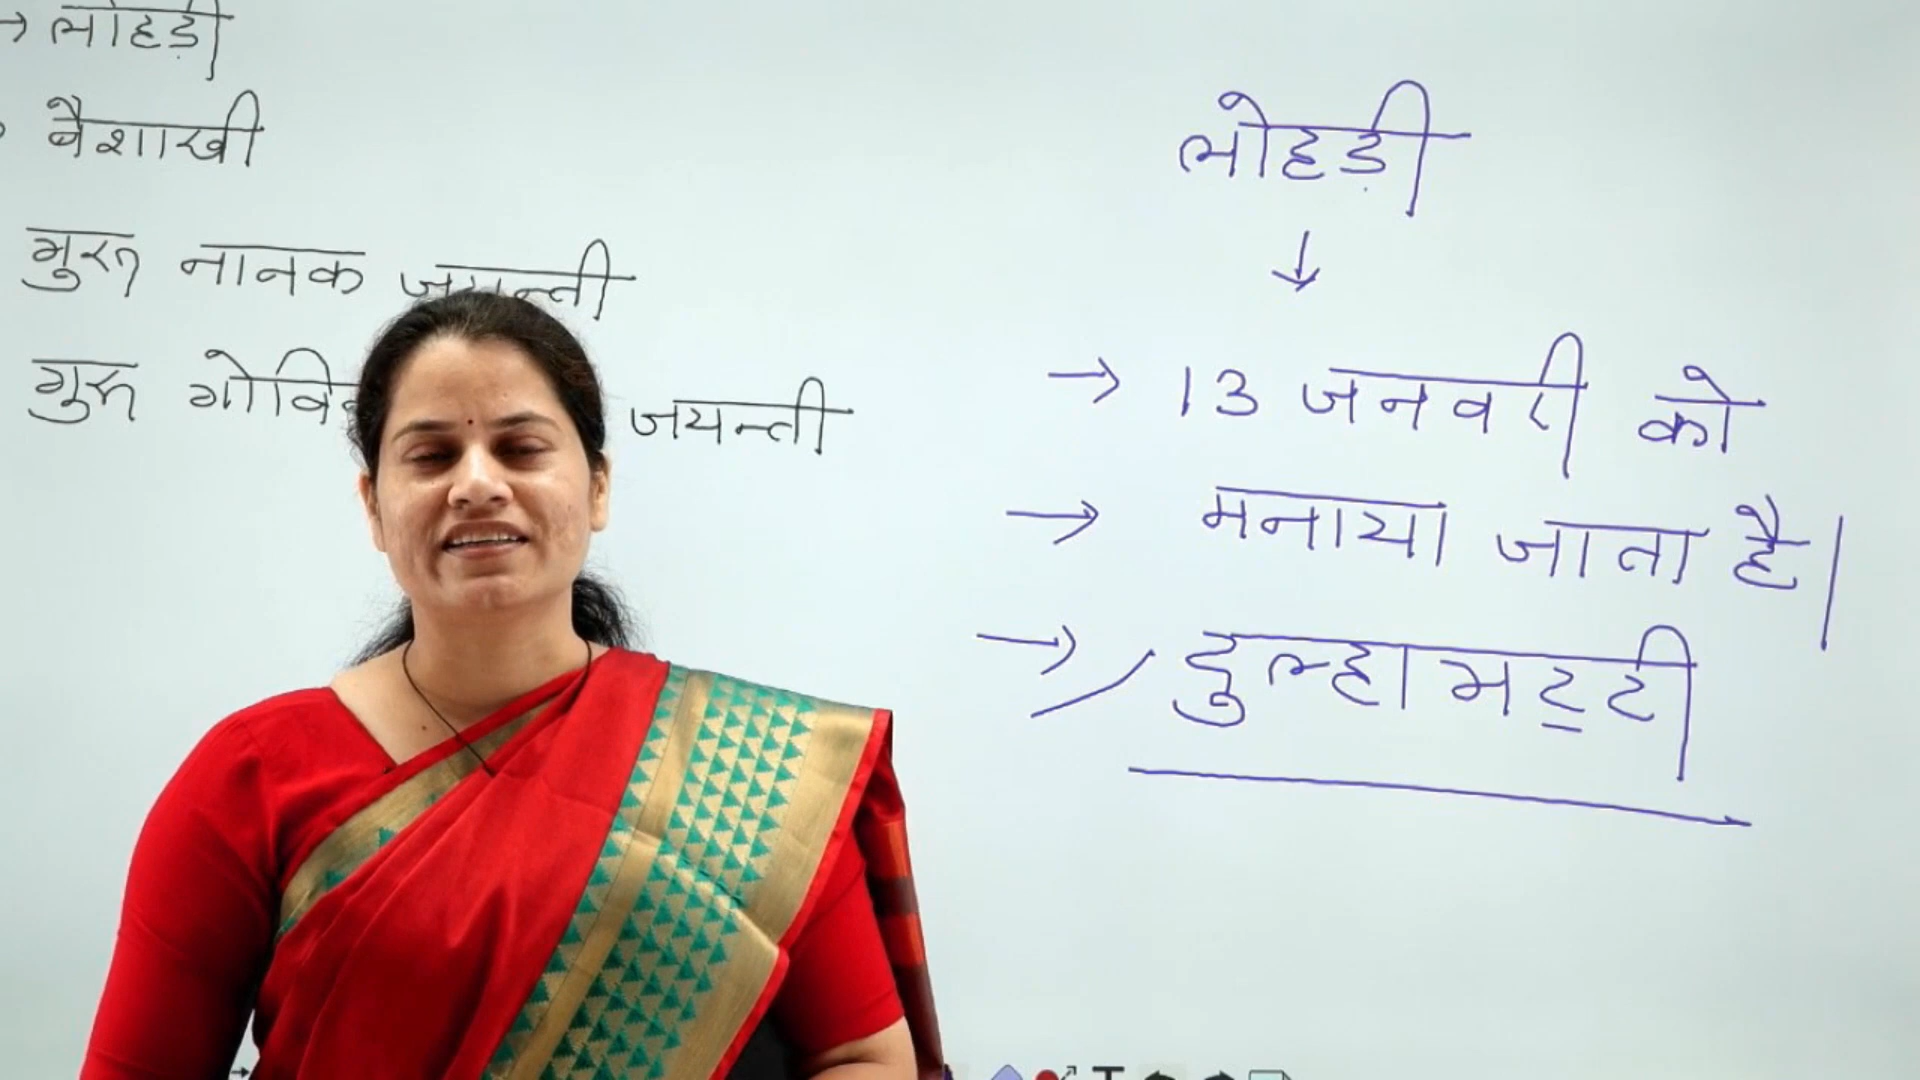 → लोहड़ी
बैशाखी
गुरु नानक जयन्ती
गुरु गोवि जयन्ती
लोहड़ी
↓
→ 13 जनवरी को
→ मनाया जाता है।
→ दुल्हा भट्टी